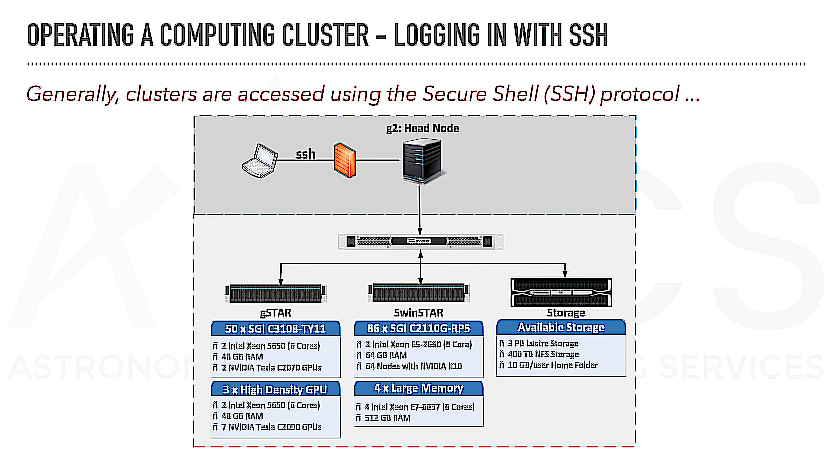 OPERATING A COMPUTING CLUSTER – LOGGING IN WITH SSH
Generally, clusters are accessed using the Secure Shell (SSH) protocol ...
g2: Head Node
ssh
gSTAR
SwinSTAR
Storage
50 x SGI C3108-TY11
2 Intel Xeon 5650 (6 Cores)
48 GB RAM
2 NVIDIA Tesla C2070 GPUs
3 x High Density GPU
2 Intel Xeon 5650 (6 Cores)
48 GB RAM
7 NVIDIA Tesla C2090 GPUs
86 x SGI C2110G-RP5
2 Intel Xeon E5-2660 (8 Core)
64 GB RAM
64 Nodes with NVIDIA K10
4 x Large Memory
4 Intel Xeon E7-8837 (8 Cores)
512 GB RAM
Available Storage
3 PB Lustre Storage
400 TB NFS Storage
10 GB/user Home Folder
SERVICES